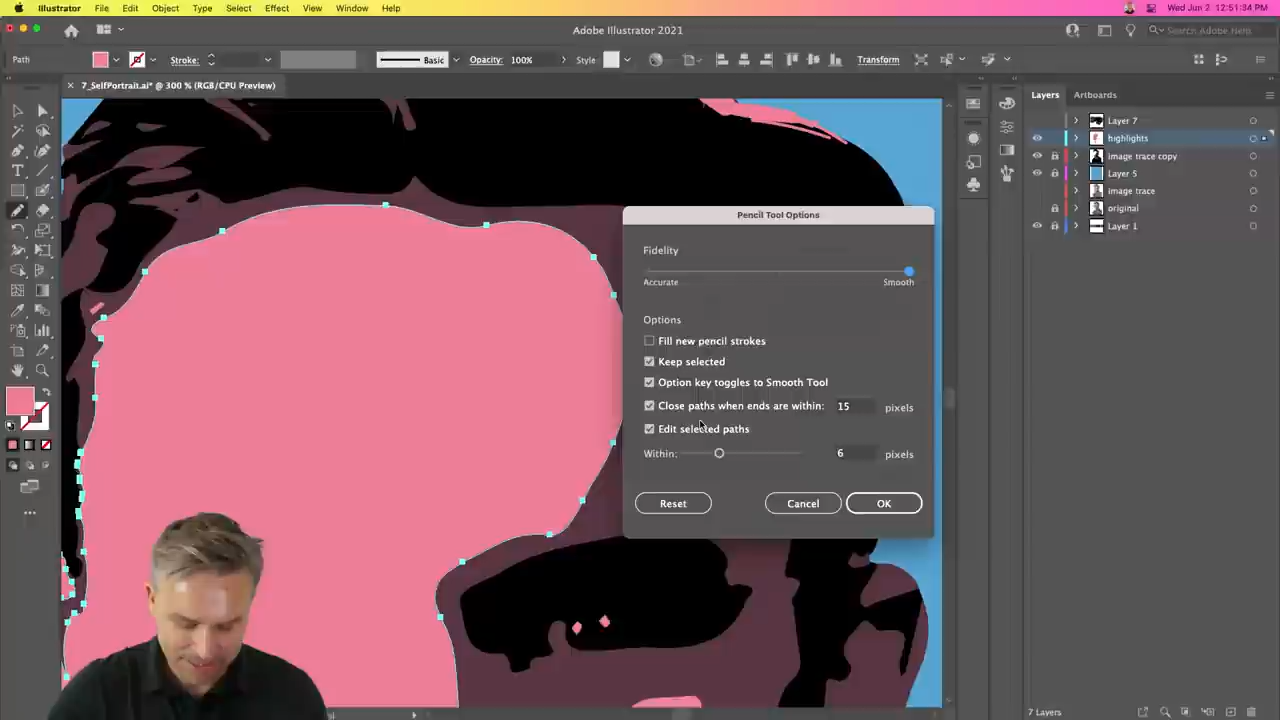 Illustrator File Edit Object Type Select Effect View Window Help
Wed Jun 2 12:51:34 PM
Adobe Illustrator 2021
Search Adobe Help
Path Stroke: Basic Opacity: 100% Style Transform
× 7_SelfPortrait.ai* @ 300 % (RGB/CPU Preview)
Layers Artboards
Layer 7
highlights
image trace copy
Layer 5
image trace
original
Layer 1
Pencil Tool Options
Fidelity
Accurate Smooth
Options
Fill new pencil strokes
Keep selected
Option key toggles to Smooth Tool
Close paths when ends are within: 15 pixels
Edit selected paths
Within: 6 pixels
Reset Cancel OK
7 Layers